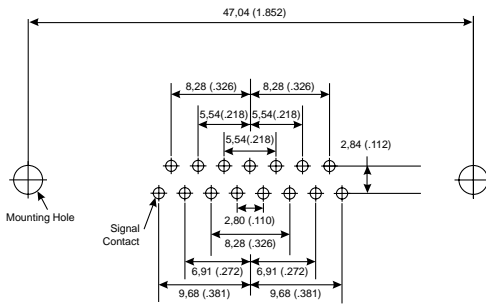 47,04 (1.852)
8,28 (.326) 8,28 (.326)
5,54(.218) 5,54(.218)
5,54(.218)
2,84 (.112)
Mounting Hole
Signal
Contact
2,80 (.110)
8,28 (.326)
6,91 (.272) 6,91 (.272)
9,68 (.381) 9,68 (.381)